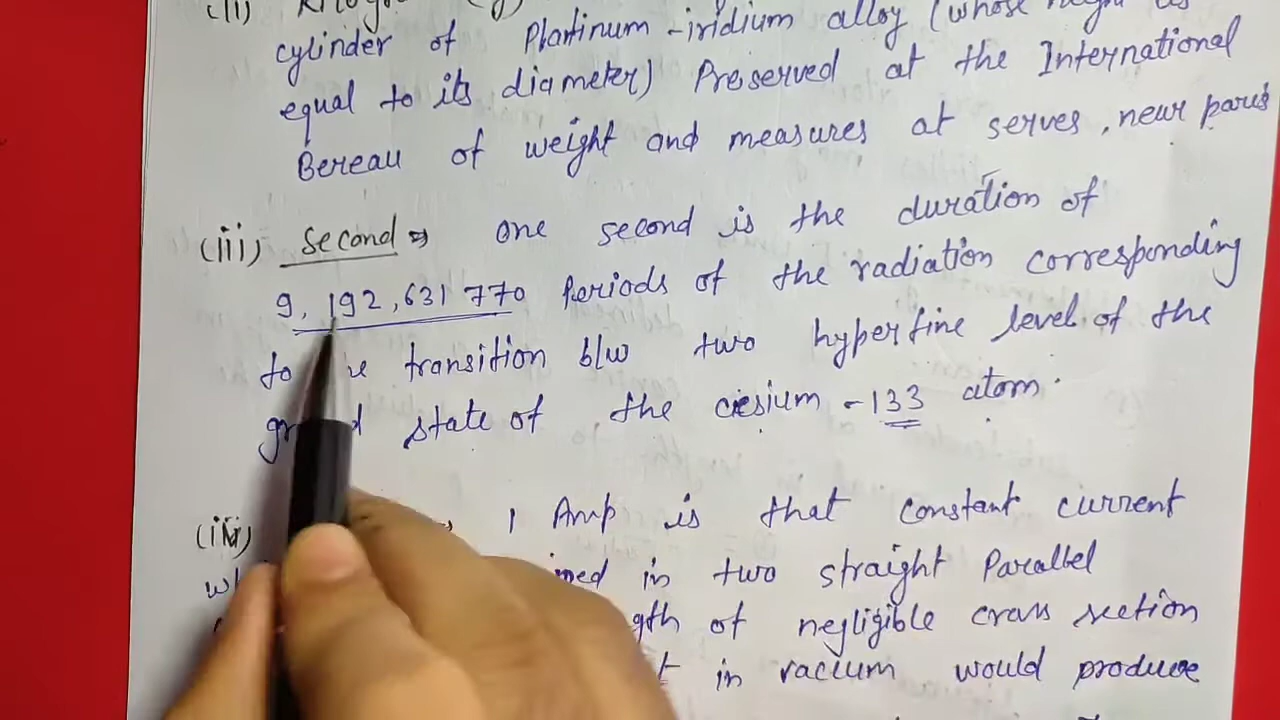 (ii)
cylinder of Platinum -iridium alloy (whose
equal to its diameter) Preserved at the International
Bereau of weight and measures at serves, near paris
(iii) second ⇒ one second is the duration of
9, 192,631 770 Periods of the radiation corresponding
to transition b/w two hyperfine level of the
state of the ciesium -133 atom.
(iv) 1 Amp is that constant current
in two straight Parallel
of negligible cross section
in vaccium would produce